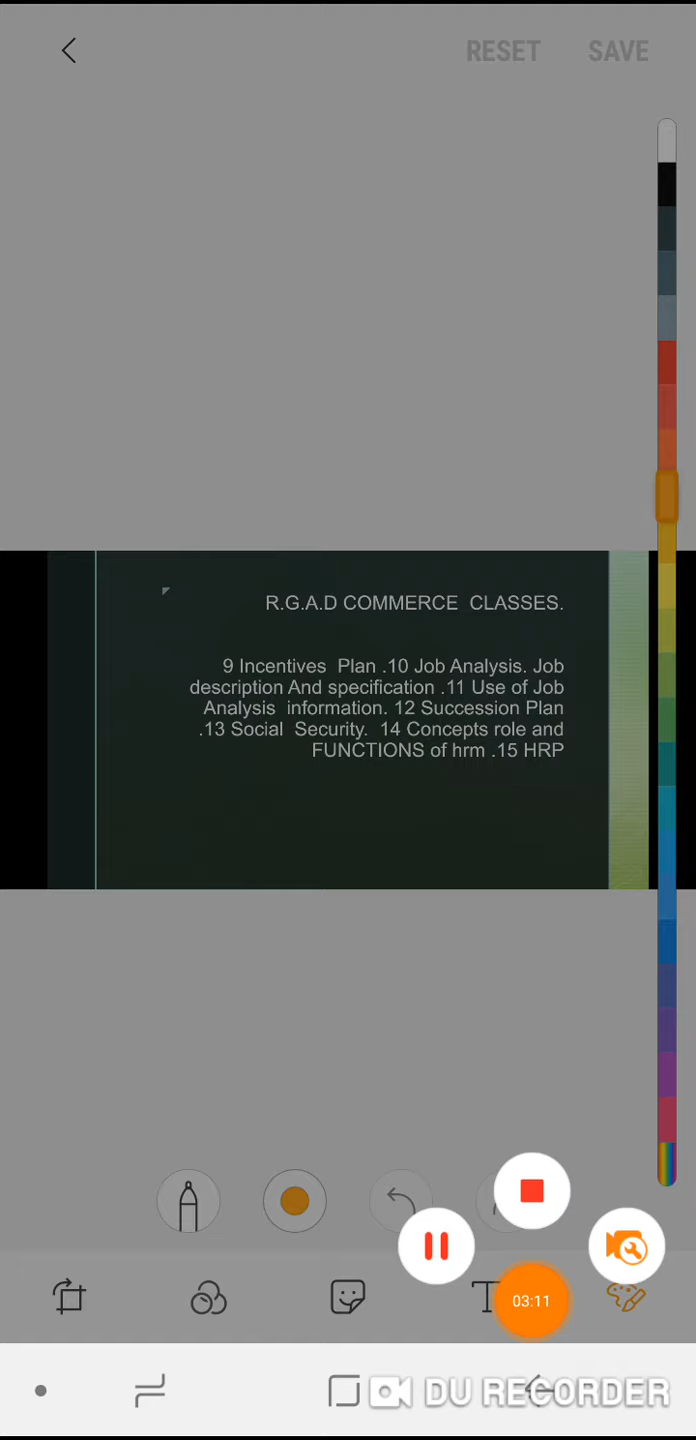 RESET SAVE
R.G.A.D COMMERCE CLASSES.
9 Incentives Plan .10 Job Analysis. Job
description And specification .11 Use of Job
Analysis information. 12 Succession Plan
.13 Social Security. 14 Concepts role and
FUNCTIONS of hrm .15 HRP
T
03:11
DU RECORDER